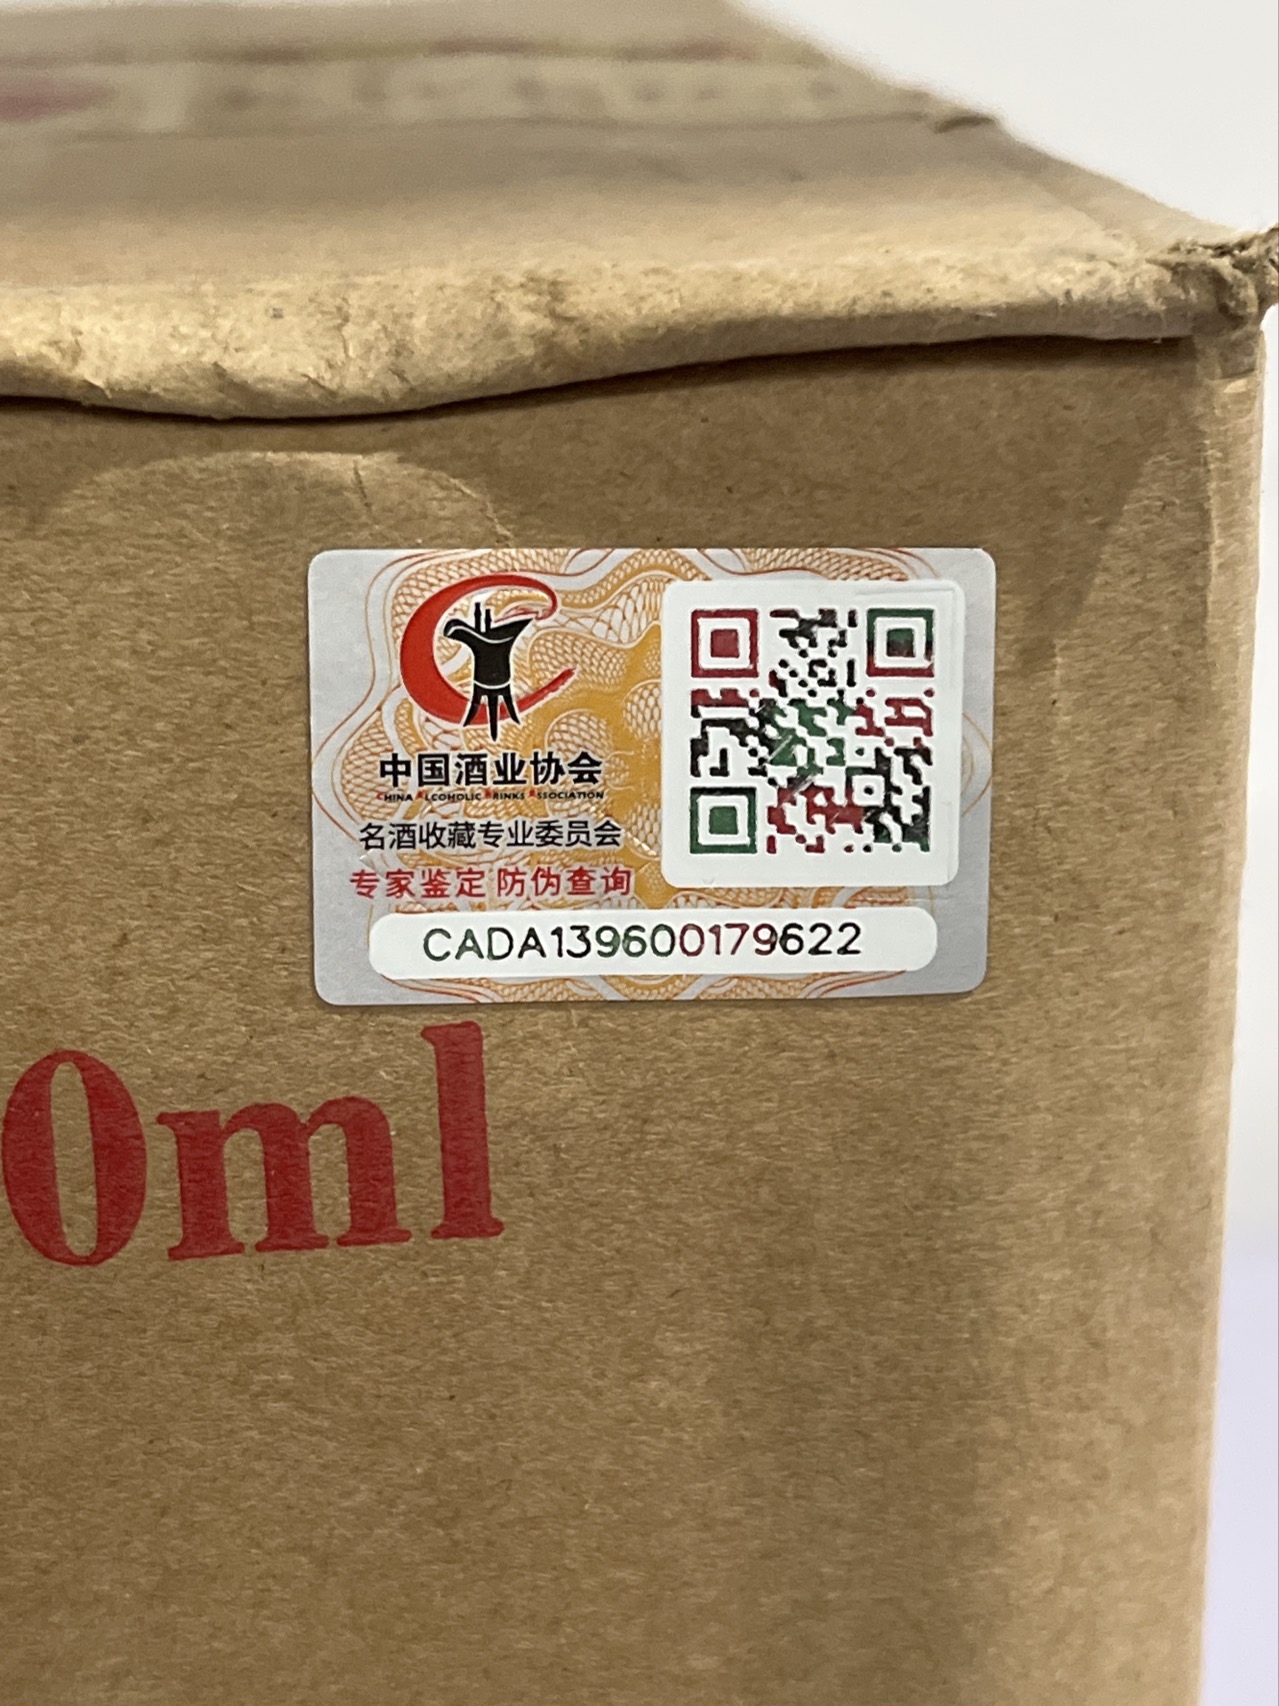 中国酒业协会
CHINA ALCOHOLIC DRINKS ASSOCIATION
名酒收藏专业委员会
专家鉴定 防伪查询
CADA139600179622
0ml